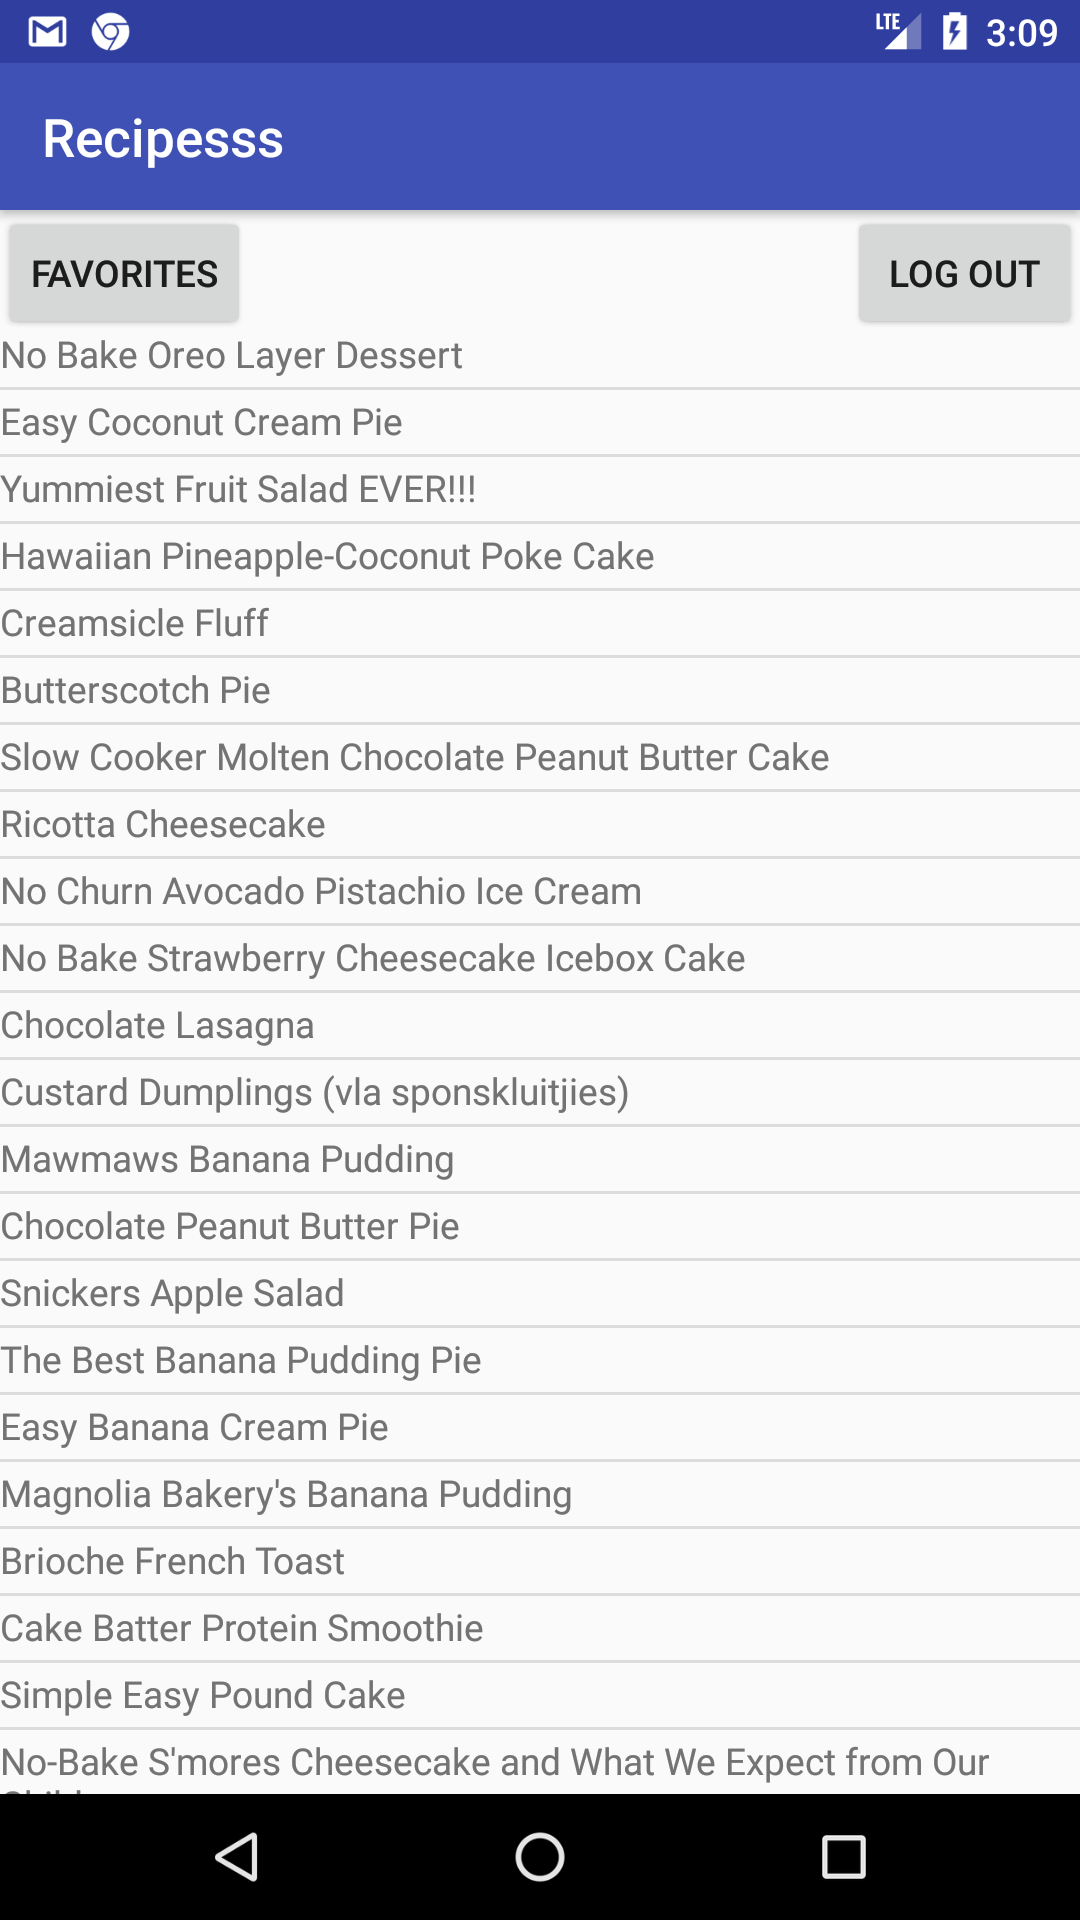 LTE 3:09
Recipesss
FAVORITES LOG OUT
No Bake Oreo Layer Dessert
Easy Coconut Cream Pie
Yummiest Fruit Salad EVER!!!
Hawaiian Pineapple-Coconut Poke Cake
Creamsicle Fluff
Butterscotch Pie
Slow Cooker Molten Chocolate Peanut Butter Cake
Ricotta Cheesecake
No Churn Avocado Pistachio Ice Cream
No Bake Strawberry Cheesecake Icebox Cake
Chocolate Lasagna
Custard Dumplings (vla sponskluitjies)
Mawmaws Banana Pudding
Chocolate Peanut Butter Pie
Snickers Apple Salad
The Best Banana Pudding Pie
Easy Banana Cream Pie
Magnolia Bakery's Banana Pudding
Brioche French Toast
Cake Batter Protein Smoothie
Simple Easy Pound Cake
No-Bake S'mores Cheesecake and What We Expect from Our